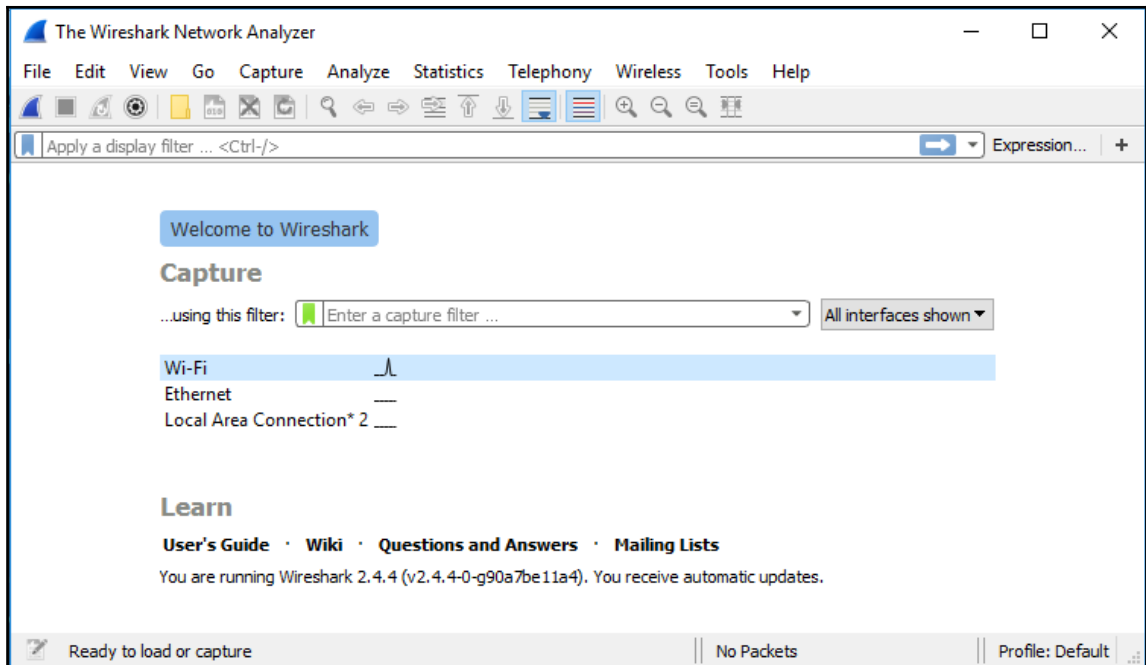 The Wireshark Network Analyzer
File Edit View Go Capture Analyze Statistics Telephony Wireless Tools Help
Apply a display filter ... <Ctrl-/> Expression... +
Welcome to Wireshark
Capture
...using this filter: Enter a capture filter ... All interfaces shown
Wi-Fi
Ethernet
Local Area Connection* 2
Learn
User's Guide · Wiki · Questions and Answers · Mailing Lists
You are running Wireshark 2.4.4 (v2.4.4-0-g90a7be11a4). You receive automatic updates.
Ready to load or capture No Packets Profile: Default